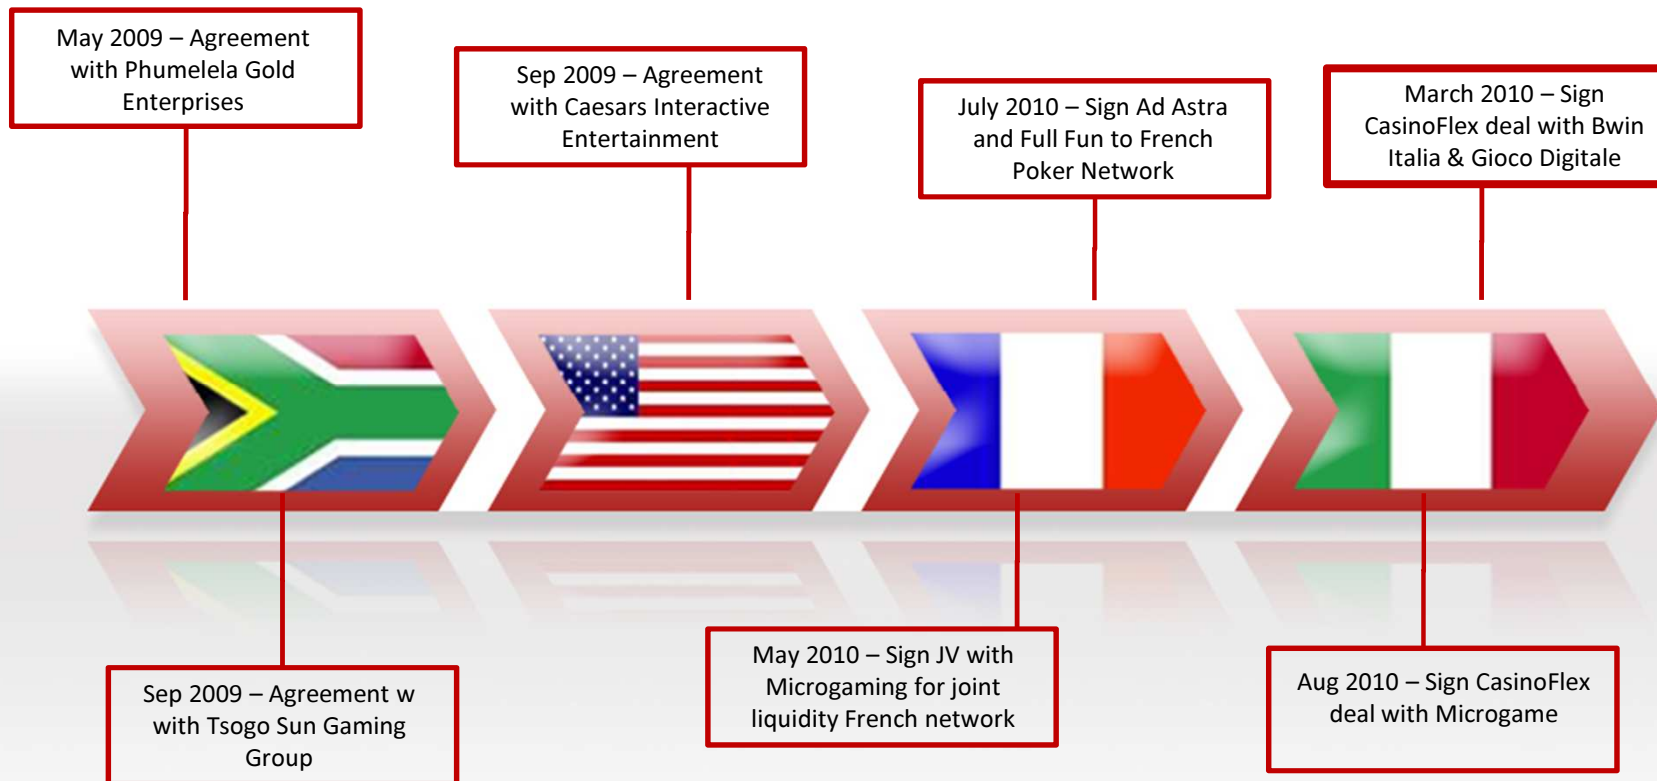 May 2009 – Agreement
with Phumelela Gold
Enterprises
Sep 2009 – Agreement
with Caesars Interactive
Entertainment
July 2010 – Sign Ad Astra
and Full Fun to French
Poker Network
March 2010 – Sign
CasinoFlex deal with Bwin
Italia & Gioco Digitale
Sep 2009 – Agreement w
with Tsogo Sun Gaming
Group
May 2010 – Sign JV with
Microgaming for joint
liquidity French network
Aug 2010 – Sign CasinoFlex
deal with Microgame